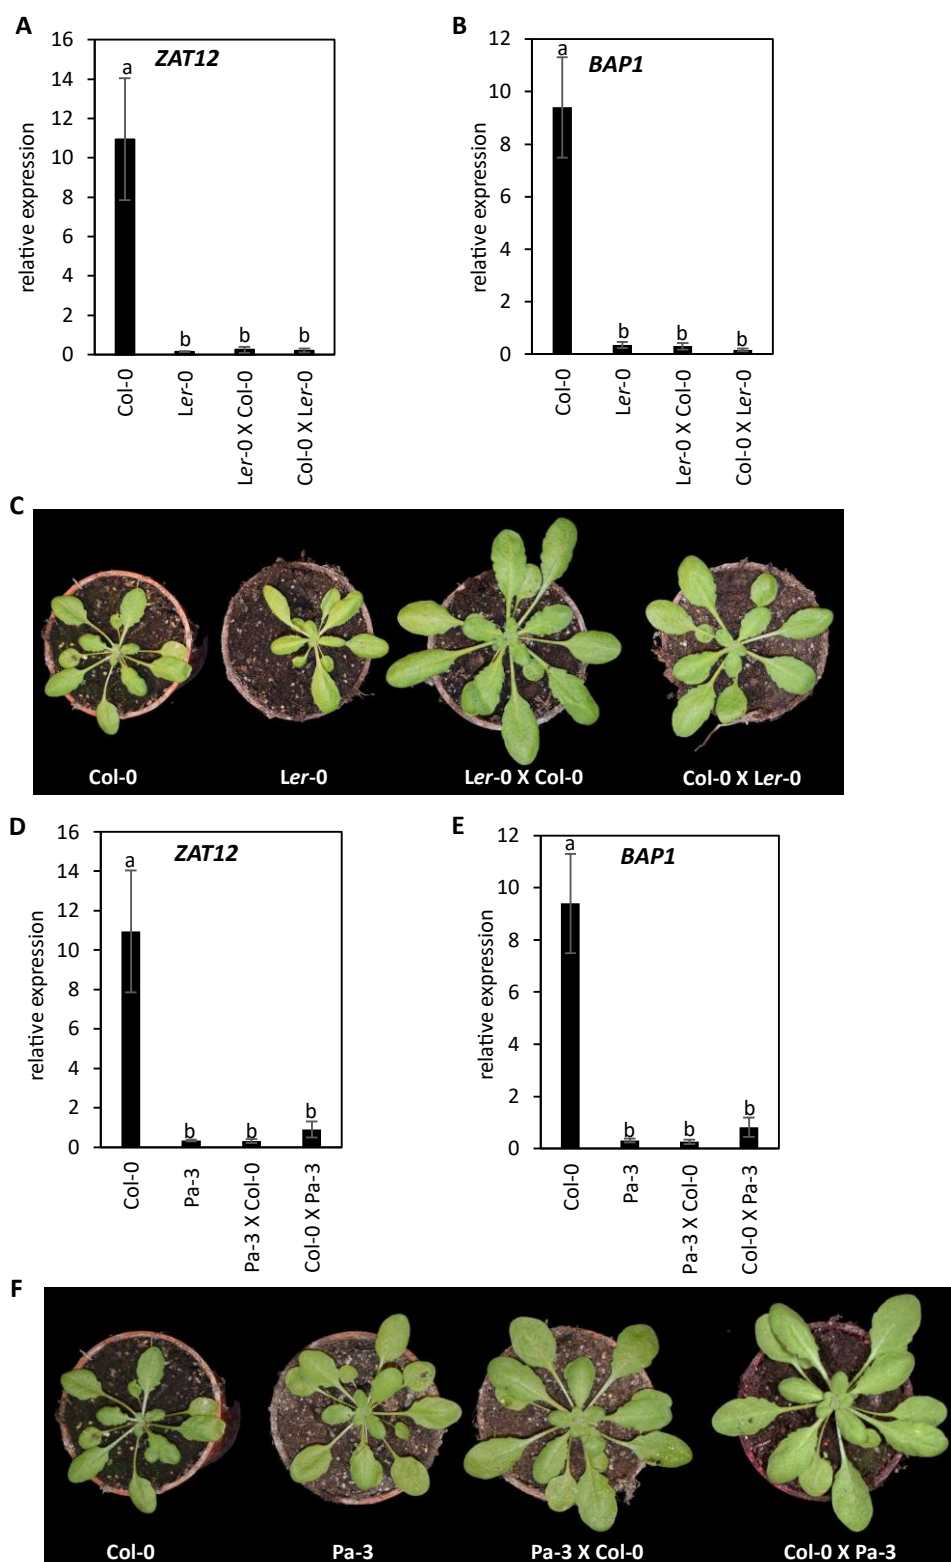 A
ZAT12
relative expression
16
14
12
10
8
6
4
2
0
a
b
b
b
Col-0
Ler-0
Ler-0 X Col-0
Col-0 X Ler-0
B
BAP1
relative expression
12
10
8
6
4
2
0
a
b
b
b
Col-0
Ler-0
Ler-0 X Col-0
Col-0 X Ler-0
C
Col-0
Ler-0
Ler-0 X Col-0
Col-0 X Ler-0
D
ZAT12
relative expression
16
14
12
10
8
6
4
2
0
a
b
b
b
Col-0
Pa-3
Pa-3 X Col-0
Col-0 X Pa-3
E
BAP1
relative expression
12
10
8
6
4
2
0
a
b
b
b
Col-0
Pa-3
Pa-3 X Col-0
Col-0 X Pa-3
F
Col-0
Pa-3
Pa-3 X Col-0
Col-0 X Pa-3